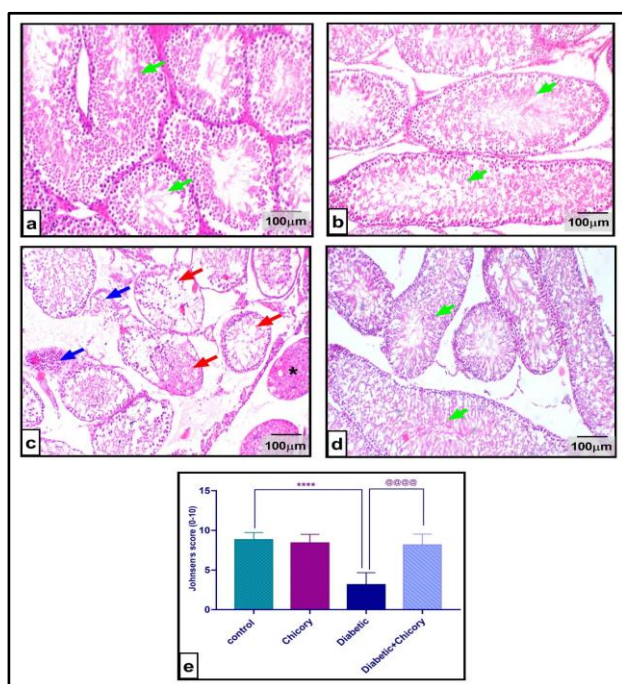 a
100µm
b
100µm
c
*
100µm
d
100µm
Johnsen's score (0-10)
15
10
5
0
****
@@@@
control
Chicory
Diabetic
Diabetic+Chicory
e